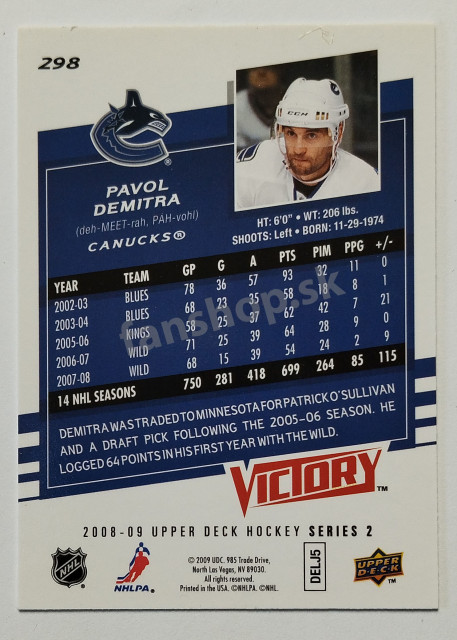 298
PAVOL
DEMITRA
(deh-MEET-rah, PAH-vohl)
CANUCKS®
CCM
HT: 6'0" • WT: 206 lbs.
SHOOTS: Left • BORN: 11-29-1974
YEAR TEAM GP G A PTS PIM PPG +/-
2002-03 BLUES 78 36 57 93 32 11 0
2003-04 BLUES 68 23 35 58 18 8 1
2005-06 KINGS 58 25 37 62 42 7 21
2006-07 WILD 71 25 39 64 28 9 0
2007-08 WILD 68 15 39 54 24 2 9
14 NHL SEASONS 750 281 418 699 264 85 115
fanshop.sk
DEMITRA WAS TRADED TO MINNESOTA FOR PATRICK O'SULLIVAN
AND A DRAFT PICK FOLLOWING THE 2005-06 SEASON. HE
LOGGED 64 POINTS IN HIS FIRST YEAR WITH THE WILD.
VICTORY™
2008-09 UPPER DECK HOCKEY SERIES 2
NHL
NHLPA.
© 2009 UDC. 985 Trade Drive,
North Las Vegas, NV 89030.
All rights reserved.
Printed in the USA. ©NHLPA. ©NHL.
DELJ5
UPPER
DECK
™